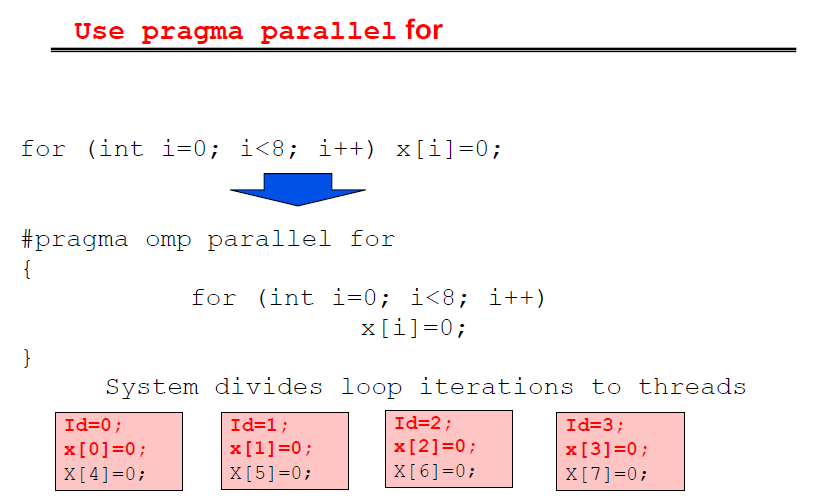 Use pragma parallel for
for (int i=0; i<8; i++) x[i]=0;
#pragma omp parallel for
{
for (int i=0; i<8; i++)
x[i]=0;
}
System divides loop iterations to threads
Id=0;
x[0]=0;
X[4]=0;
Id=1;
x[1]=0;
X[5]=0;
Id=2;
x[2]=0;
X[6]=0;
Id=3;
x[3]=0;
X[7]=0;